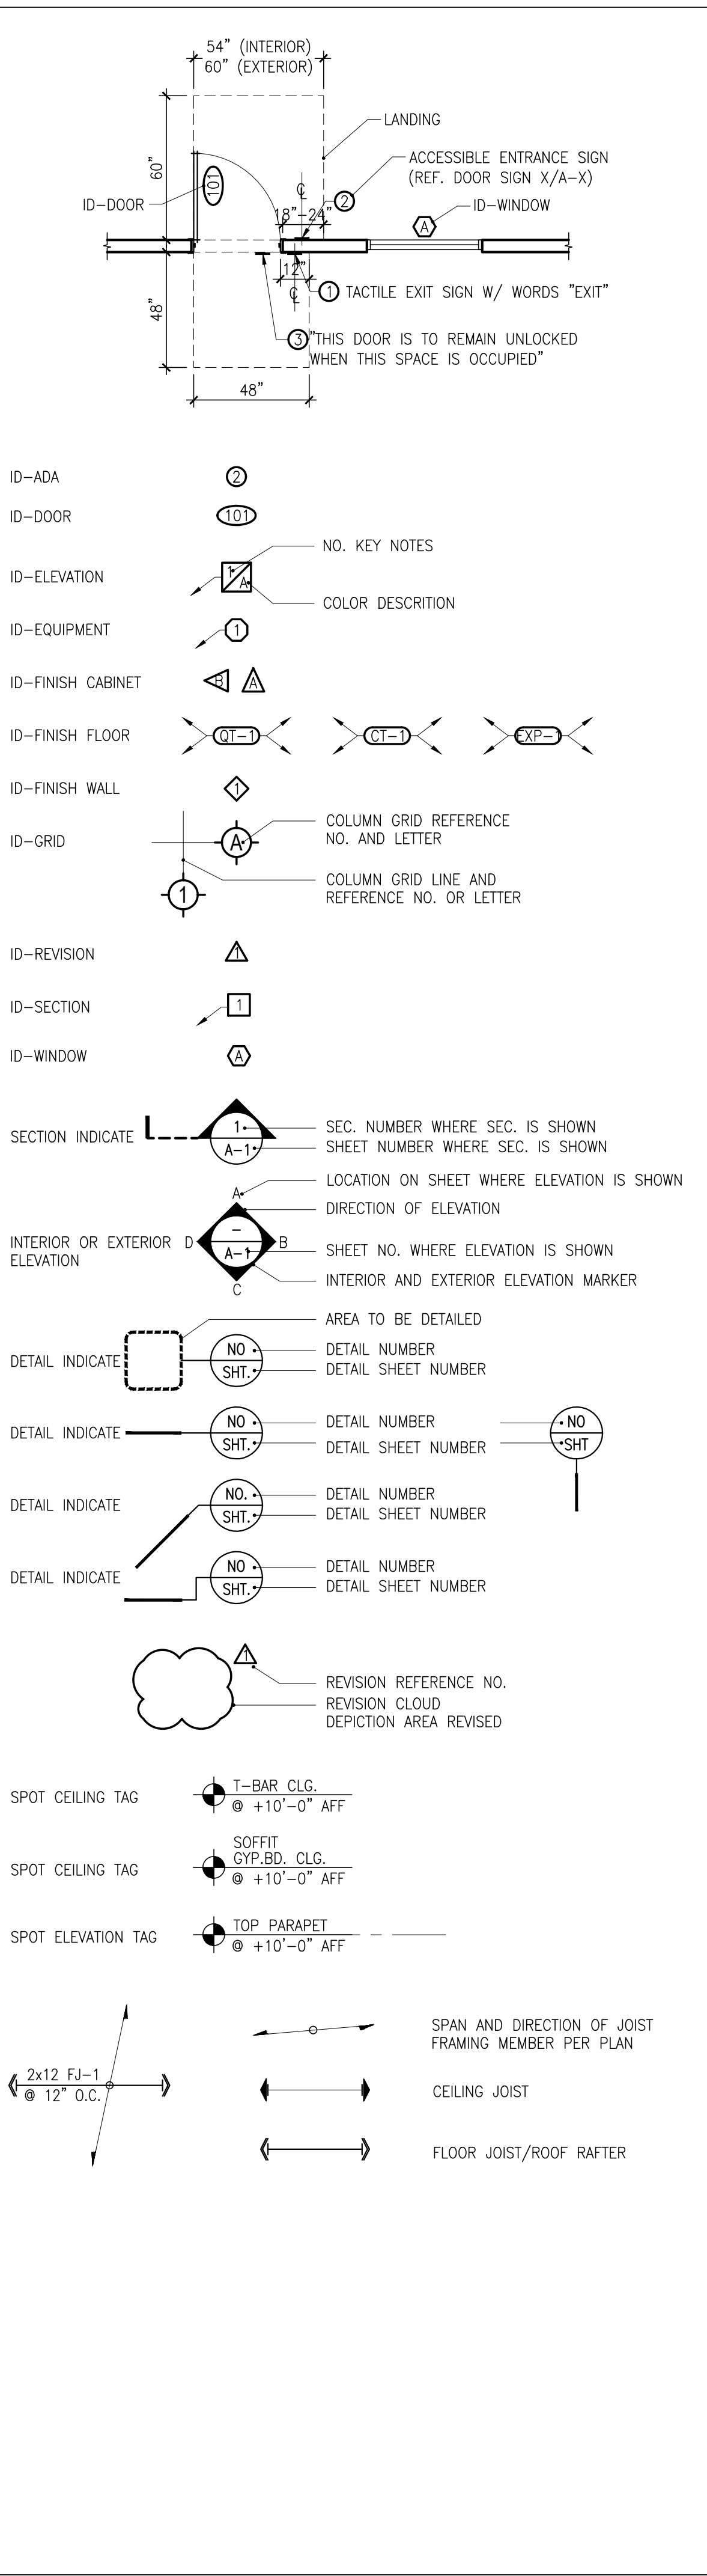 54" (INTERIOR)
60" (EXTERIOR)
LANDING
60"
ACCESSIBLE ENTRANCE SIGN
(REF. DOOR SIGN X/A-X)
101
ID-DOOR
℄
2
18"-24"
ID-WINDOW
A
12"
℄
1 TACTILE EXIT SIGN W/ WORDS "EXIT"
48"
3 "THIS DOOR IS TO REMAIN UNLOCKED
WHEN THIS SPACE IS OCCUPIED"
48"
ID-ADA 2
ID-DOOR 101
NO. KEY NOTES
ID-ELEVATION 1 A
COLOR DESCRITION
ID-EQUIPMENT 1
ID-FINISH CABINET B A
ID-FINISH FLOOR QT-1 CT-1 EXP-1
ID-FINISH WALL 1
COLUMN GRID REFERENCE
ID-GRID A NO. AND LETTER
COLUMN GRID LINE AND
1 REFERENCE NO. OR LETTER
ID-REVISION 1
ID-SECTION 1
ID-WINDOW A
1 SEC. NUMBER WHERE SEC. IS SHOWN
SECTION INDICATE
A-1 SHEET NUMBER WHERE SEC. IS SHOWN
LOCATION ON SHEET WHERE ELEVATION IS SHOWN
A
DIRECTION OF ELEVATION
-
INTERIOR OR EXTERIOR D B
ELEVATION
A-1 SHEET NO. WHERE ELEVATION IS SHOWN
INTERIOR AND EXTERIOR ELEVATION MARKER
C
AREA TO BE DETAILED
NO DETAIL NUMBER
DETAIL INDICATE
SHT. DETAIL SHEET NUMBER
NO DETAIL NUMBER NO
DETAIL INDICATE
SHT. DETAIL SHEET NUMBER SHT
NO. DETAIL NUMBER
DETAIL INDICATE
SHT. DETAIL SHEET NUMBER
NO DETAIL NUMBER
DETAIL INDICATE
SHT. DETAIL SHEET NUMBER
1
REVISION REFERENCE NO.
REVISION CLOUD
DEPICTION AREA REVISED
T-BAR CLG.
SPOT CEILING TAG
@ +10'-0" AFF
SOFFIT
GYP.BD. CLG.
SPOT CEILING TAG
@ +10'-0" AFF
TOP PARAPET
SPOT ELEVATION TAG
@ +10'-0" AFF
SPAN AND DIRECTION OF JOIST
FRAMING MEMBER PER PLAN
2x12 FJ-1
@ 12" O.C.
CEILING JOIST
FLOOR JOIST/ROOF RAFTER